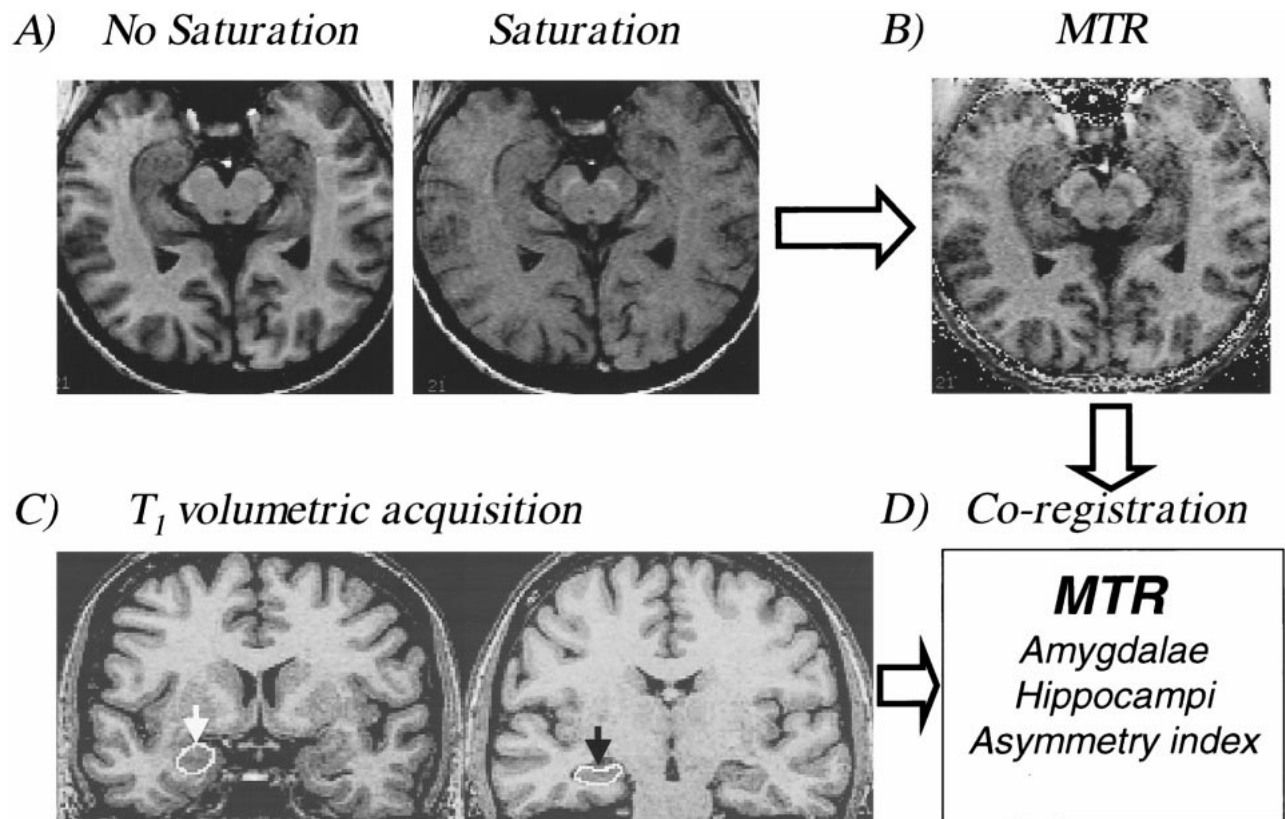 A) No Saturation Saturation B) MTR
21
21
21
C) T₁ volumetric acquisition D) Co-registration
MTR
Amygdalae
Hippocampi
Asymmetry index